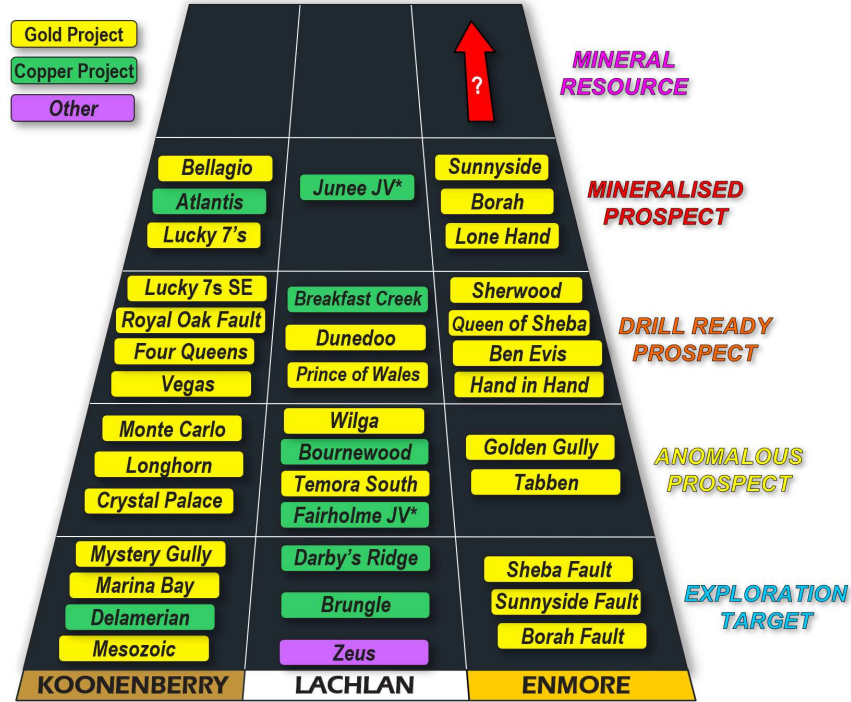 Gold Project
Copper Project
Other
?
MINERAL
RESOURCE
Bellagio
Atlantis
Lucky 7's
Junee JV*
Sunnyside
Borah
Lone Hand
MINERALISED
PROSPECT
Lucky 7s SE
Royal Oak Fault
Four Queens
Vegas
Breakfast Creek
Dunedoo
Prince of Wales
Sherwood
Queen of Sheba
Ben Evis
Hand in Hand
DRILL READY
PROSPECT
Monte Carlo
Longhorn
Crystal Palace
Wilga
Bournewood
Temora South
Fairholme JV*
Golden Gully
Tabben
ANOMALOUS
PROSPECT
Mystery Gully
Marina Bay
Delamerian
Mesozoic
Darby's Ridge
Brungle
Zeus
Sheba Fault
Sunnyside Fault
Borah Fault
EXPLORATION
TARGET
KOONENBERRY
LACHLAN
ENMORE